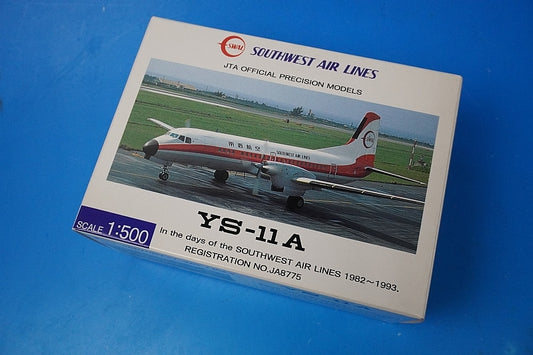 SWAL
SOUTHWEST AIR LINES
JTA OFFICIAL PRECISION MODELS
南西航空 SOUTHWEST AIR LINES
YS-11A
SCALE 1:500
In the days of the SOUTHWEST AIR LINES 1982~1993.
REGISTRATION NO.JA8775